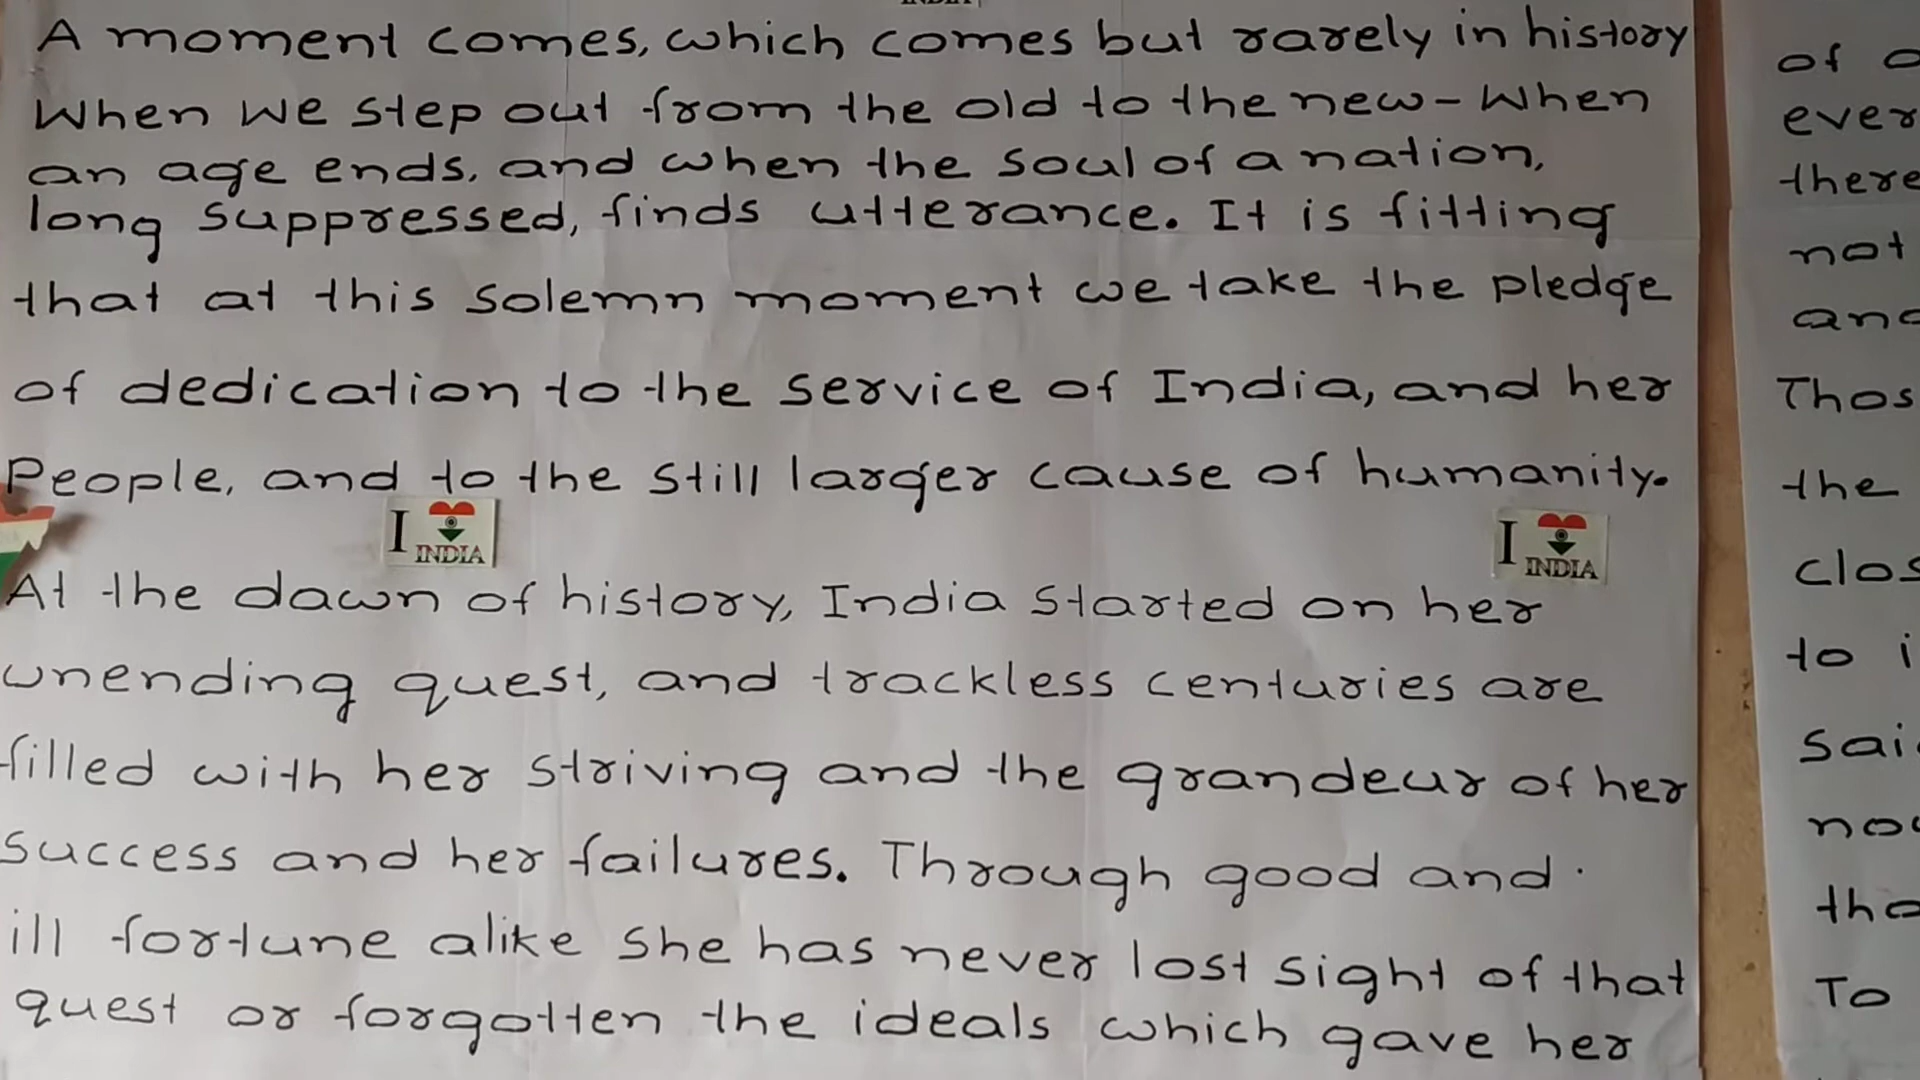 A moment comes, which comes but rarely in history
When we step out from the old to the new - When
an age ends, and when the soul of a nation,
long suppressed, finds utterance. It is fitting
that at this solemn moment we take the pledge
of dedication to the service of India, and her
People, and to the still larger cause of humanity.
I INDIA
I INDIA
At the dawn of history, India started on her
unending quest, and trackless centuries are
filled with her striving and the grandeur of her
success and her failures. Through good and
ill fortune alike she has never lost sight of that
quest or forgotten the ideals which gave her
of
ever
there
not
Thos
the
clos
to
To